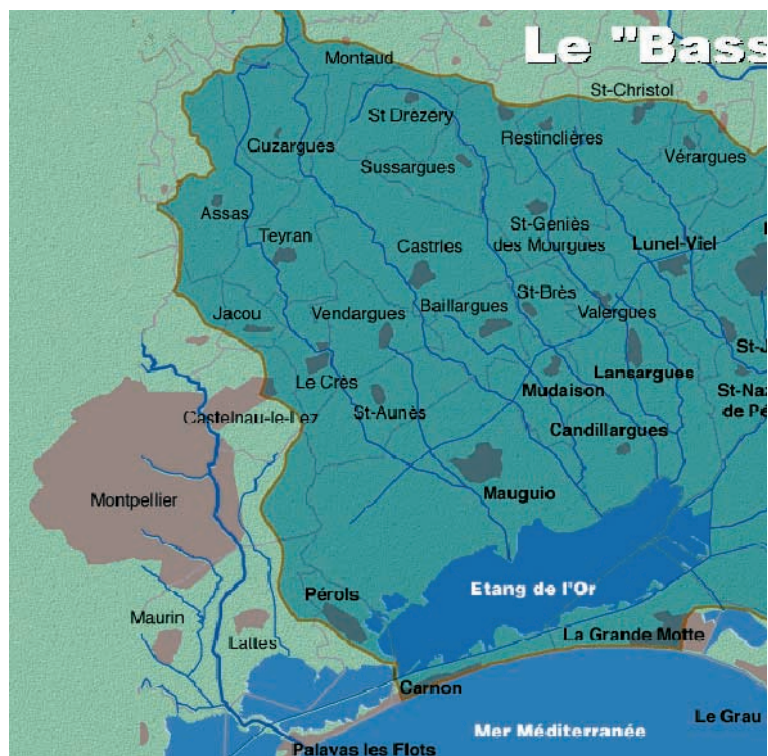 Le "Bass
Montaud
St-Christol
St Drézéry
Restinclières
Guzargues
Sussargues
Vérargues
Assas
St-Geniès
des Mourgues
Teyran
Castries
Lunel-Viel
St-Brès
Jacou
Vendargues
Baillargues
Valergues
St-J
Le Crès
Lansargues
Mudaison
St-Naz
de Pé
Castelnau-le-Lez
St-Aunès
Candillargues
Montpellier
Mauguio
Pérols
Etang de l'Or
Maurin
Lattes
La Grande Motte
Carnon
Le Grau
Mer Méditerranée
Palavas les Flots